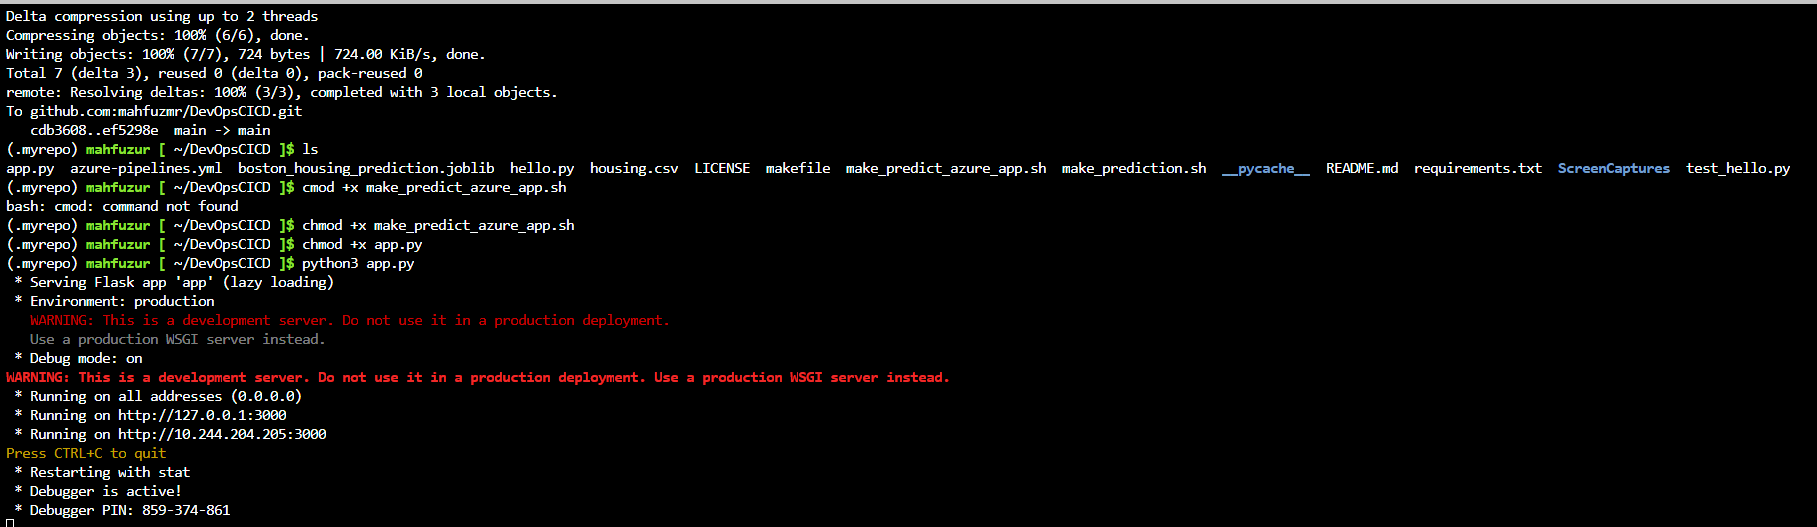 Delta compression using up to 2 threads
Compressing objects: 100% (6/6), done.
Writing objects: 100% (7/7), 724 bytes | 724.00 KiB/s, done.
Total 7 (delta 3), reused 0 (delta 0), pack-reused 0
remote: Resolving deltas: 100% (3/3), completed with 3 local objects.
To github.com:mahfuzmr/DevOpsCICD.git
   cdb3608..ef5298e  main -> main
(.myrepo) mahfuzur [ ~/DevOpsCICD ]$ ls
app.py  azure-pipelines.yml  boston_housing_prediction.joblib  hello.py  housing.csv  LICENSE  makefile  make_predict_azure_app.sh  make_prediction.sh  __pycache__  README.md  requirements.txt  ScreenCaptures  test_hello.py
(.myrepo) mahfuzur [ ~/DevOpsCICD ]$ cmod +x make_predict_azure_app.sh
bash: cmod: command not found
(.myrepo) mahfuzur [ ~/DevOpsCICD ]$ chmod +x make_predict_azure_app.sh
(.myrepo) mahfuzur [ ~/DevOpsCICD ]$ chmod +x app.py
(.myrepo) mahfuzur [ ~/DevOpsCICD ]$ python3 app.py
 * Serving Flask app 'app' (lazy loading)
 * Environment: production
   WARNING: This is a development server. Do not use it in a production deployment.
   Use a production WSGI server instead.
 * Debug mode: on
WARNING: This is a development server. Do not use it in a production deployment. Use a production WSGI server instead.
 * Running on all addresses (0.0.0.0)
 * Running on http://127.0.0.1:3000
 * Running on http://10.244.204.205:3000
Press CTRL+C to quit
 * Restarting with stat
 * Debugger is active!
 * Debugger PIN: 859-374-861